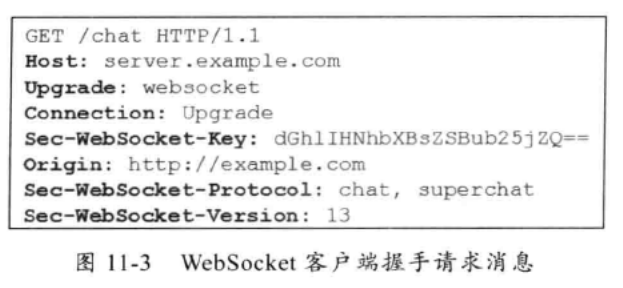 GET /chat HTTP/1.1
Host: server.example.com
Upgrade: websocket
Connection: Upgrade
Sec-WebSocket-Key: dGhlIHNhbXBsZSBub25jZQ==
Origin: http://example.com
Sec-WebSocket-Protocol: chat, superchat
Sec-WebSocket-Version: 13
图 11-3 WebSocket 客户端握手请求消息